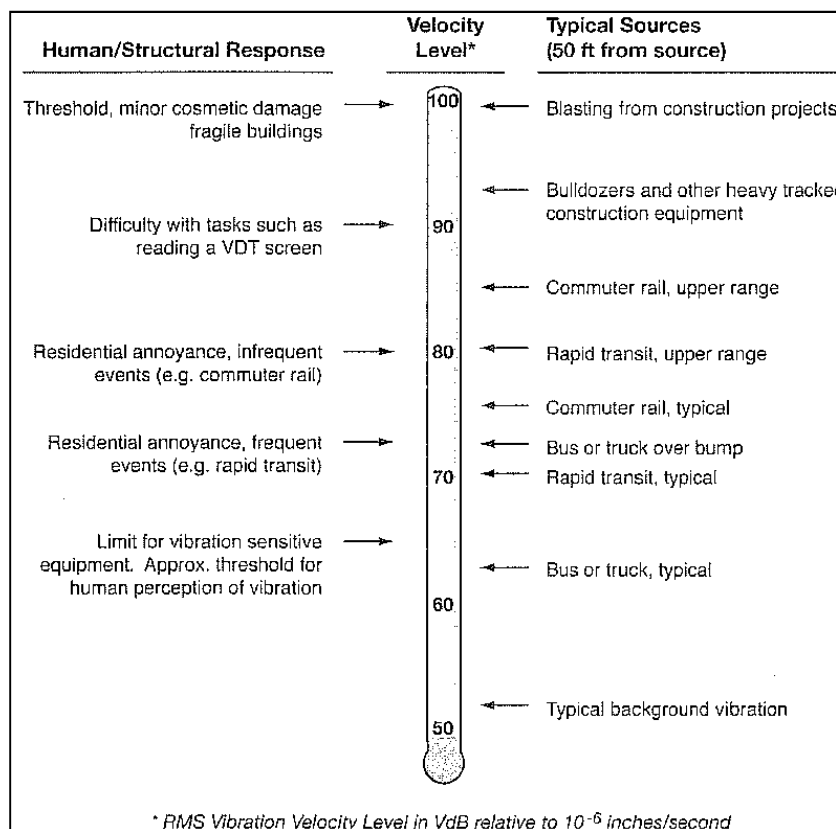 Human/Structural Response
Velocity
Level*
Typical Sources
(50 ft from source)
Threshold, minor cosmetic damage
fragile buildings
100
Blasting from construction projects
Bulldozers and other heavy tracked
construction equipment
Difficulty with tasks such as
reading a VDT screen
90
Commuter rail, upper range
Residential annoyance, infrequent
events (e.g. commuter rail)
80
Rapid transit, upper range
Commuter rail, typical
Residential annoyance, frequent
events (e.g. rapid transit)
Bus or truck over bump
70
Rapid transit, typical
Limit for vibration sensitive
equipment. Approx. threshold for
human perception of vibration
Bus or truck, typical
60
Typical background vibration
50
* RMS Vibration Velocity Level in VdB relative to 10⁻⁶ inches/second